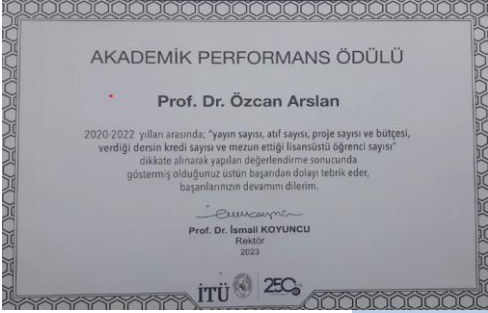 AKADEMİK PERFORMANS ÖDÜLÜ
Prof. Dr. Özcan Arslan
2020-2022 yılları arasında; "yayın sayısı, atıf sayısı, proje sayısı ve bütçesi,
verdiği dersin kredi sayısı ve mezun ettiği lisansüstü öğrenci sayısı"
dikkate alınarak yapılan değerlendirme sonucunda
göstermiş olduğunuz üstün başarıdan dolayı tebrik eder,
başarılarınızın devamını dilerim.
Prof. Dr. İsmail KOYUNCU
Rektör
2023
İTÜ 250